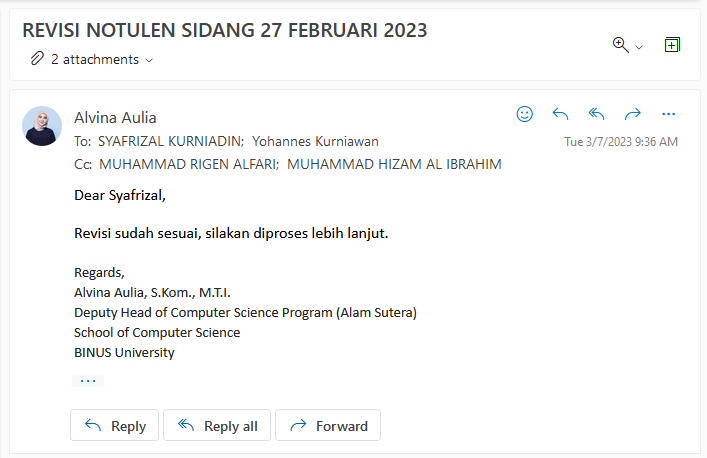 REVISI NOTULEN SIDANG 27 FEBRUARI 2023
2 attachments
Alvina Aulia
To: SYAFRIZAL KURNIADIN; Yohannes Kurniawan
Tue 3/7/2023 9:36 AM
Cc: MUHAMMAD RIGEN ALFARI; MUHAMMAD HIZAM AL IBRAHIM
Dear Syafrizal,
Revisi sudah sesuai, silakan diproses lebih lanjut.
Regards,
Alvina Aulia, S.Kom., M.T.I.
Deputy Head of Computer Science Program (Alam Sutera)
School of Computer Science
BINUS University
Reply Reply all Forward